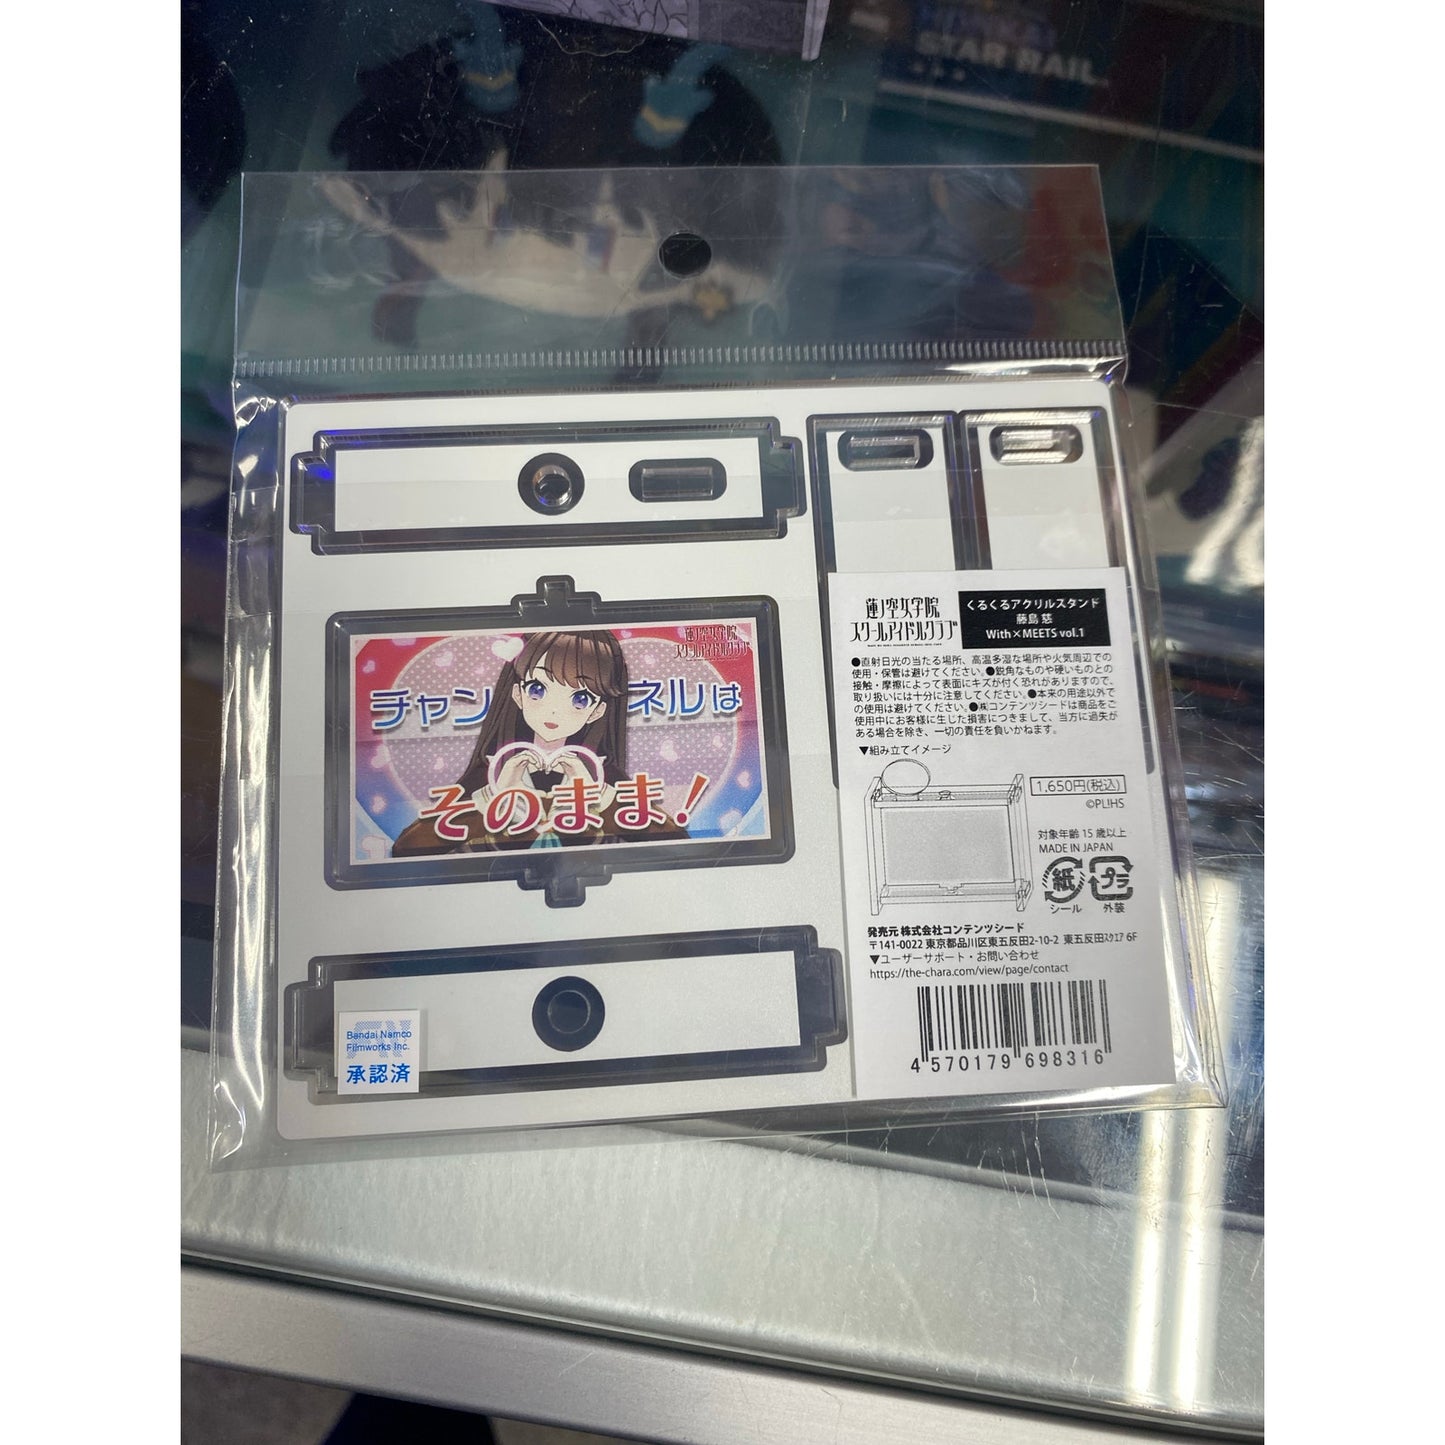 STAR RAIL
蓮ノ空女学院
スクールアイドルクラブ
チャンネルは
そのまま!
蓮ノ空女学院
スクールアイドルクラブ
くるくるアクリルスタンド
藤島 慈
With×MEETS vol.1
●直射日光の当たる場所、高温多湿な場所や火気周辺での
使用・保管は避けてください。●鋭角なものや硬いものとの
接触・摩擦によって表面にキズが付く恐れがありますので、
取り扱いには十分に注意してください。●本来の用途以外で
の使用は避けてください。●㈱コンテンツシードは商品をご
使用中にお客様に生じた損害につきまして、当方に過失が
ある場合を除き、一切の責任を負いかねます。
▼組み立てイメージ
1,650円(税込)
©PL!HS
対象年齢 15 歳以上
MADE IN JAPAN
紙
プラ
シール
外装
発売元 株式会社コンテンツシード
〒141-0022 東京都品川区東五反田2-10-2 東五反田ｽｸｴｱ 6F
▼ユーザーサポート・お問い合わせ
https://the-chara.com/view/page/contact
4 570179 698316
Bandai Namco
Filmworks Inc.
承認済